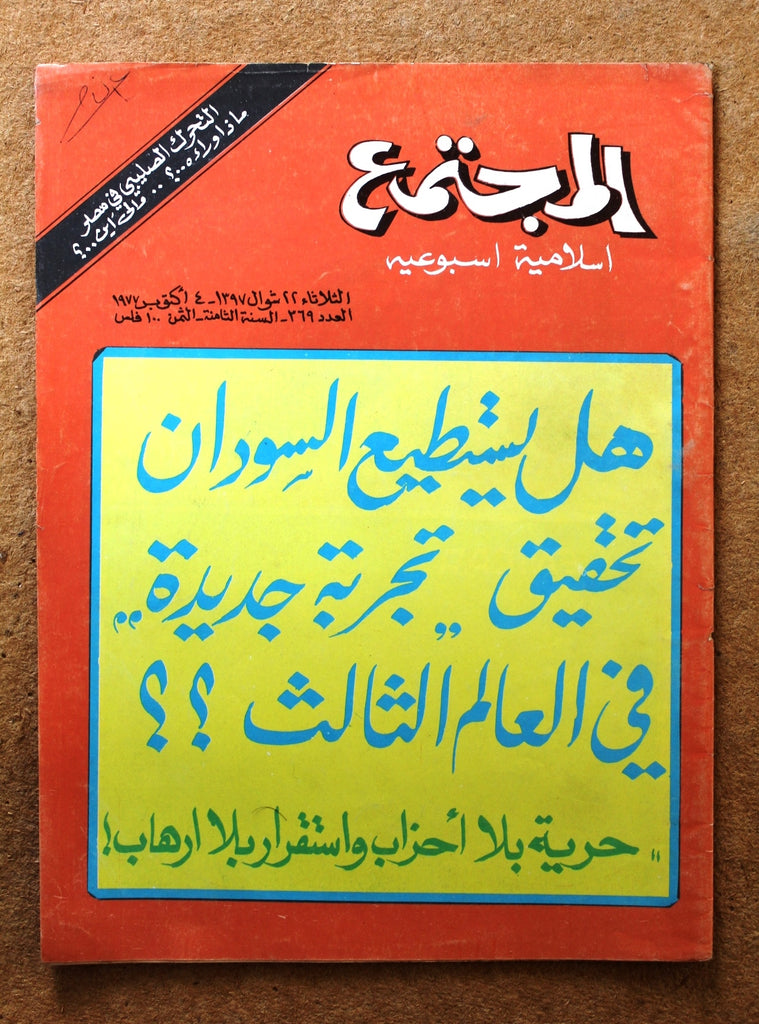 التحرك الصليبي في مصر
ماذا وراءه..؟ .. وإلى أين..؟
المجتمع
اسلامية اسبوعية
الثلاثاء ٢٢ شوال ١٣٩٧ - ٤ أكتوبر ١٩٧٧
العدد ٣٦٩ - السنة الثامنة - الثمن ١٠٠ فلس
هل يستطيع السودان
تحقيق "تجربة جديدة"
في العالم الثالث ؟؟
"حرية بلا أحزاب واستقرار بلا ارهاب!